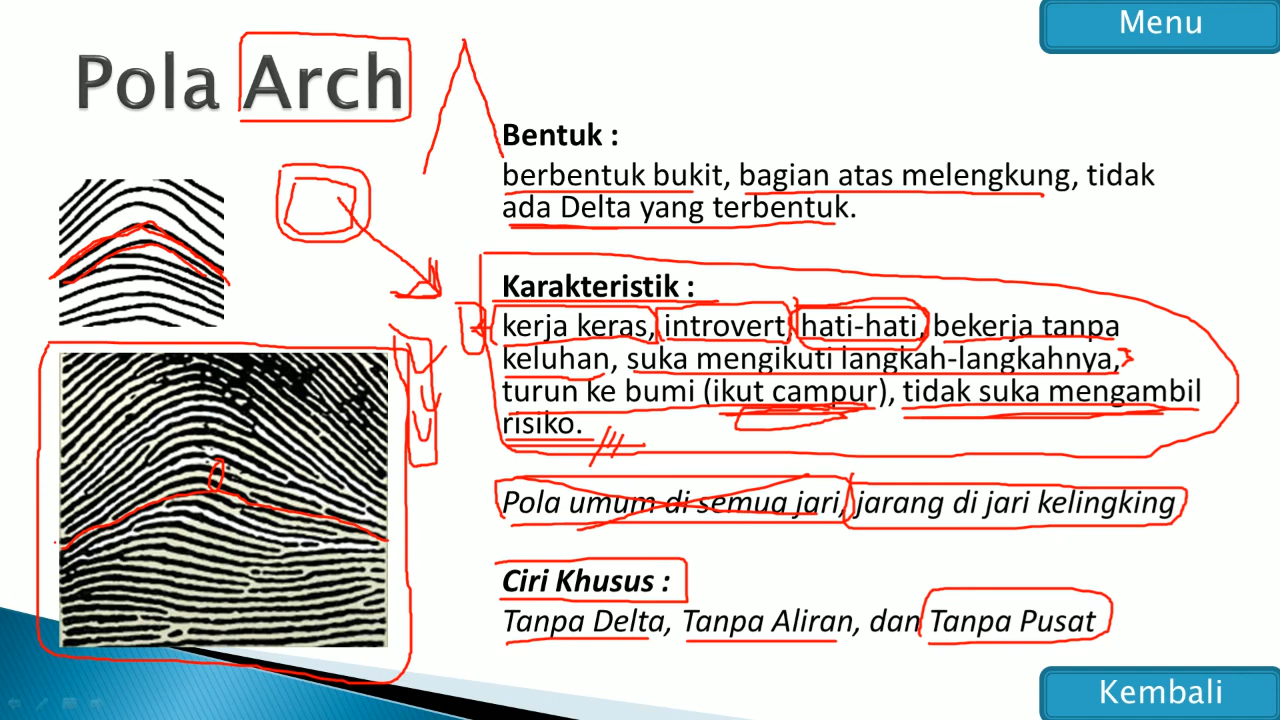 Menu
Pola Arch
Bentuk :
berbentuk bukit, bagian atas melengkung, tidak
ada Delta yang terbentuk.
Karakteristik :
kerja keras, introvert, hati-hati, bekerja tanpa
keluhan, suka mengikuti langkah-langkahnya,
turun ke bumi (ikut campur), tidak suka mengambil
risiko.
Pola umum di semua jari, jarang di jari kelingking
Ciri Khusus :
Tanpa Delta, Tanpa Aliran, dan Tanpa Pusat
Kembali